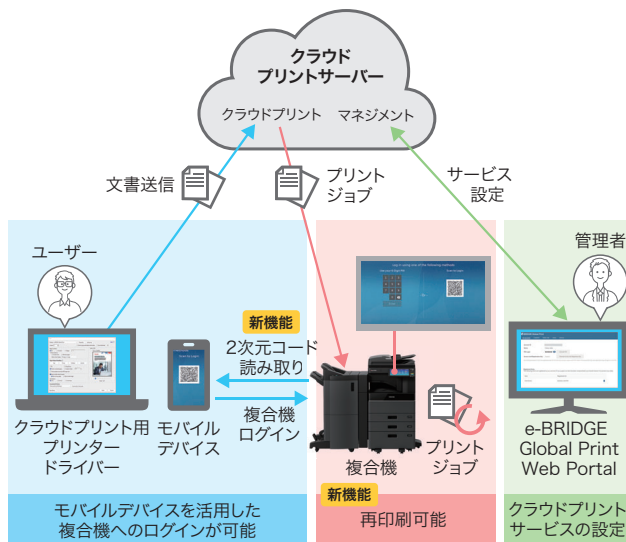 クラウド
プリントサーバー
クラウドプリント
マネジメント
文書送信
プリント
ジョブ
サービス
設定
ユーザー
管理者
新機能
2次元コード
読み取り
複合機
ログイン
クラウドプリント用
プリンター
ドライバー
モバイル
デバイス
複合機
プリント
ジョブ
e-BRIDGE
Global Print
Web Portal
モバイルデバイスを活用した
複合機へのログインが可能
新機能
再印刷可能
クラウドプリント
サービスの設定